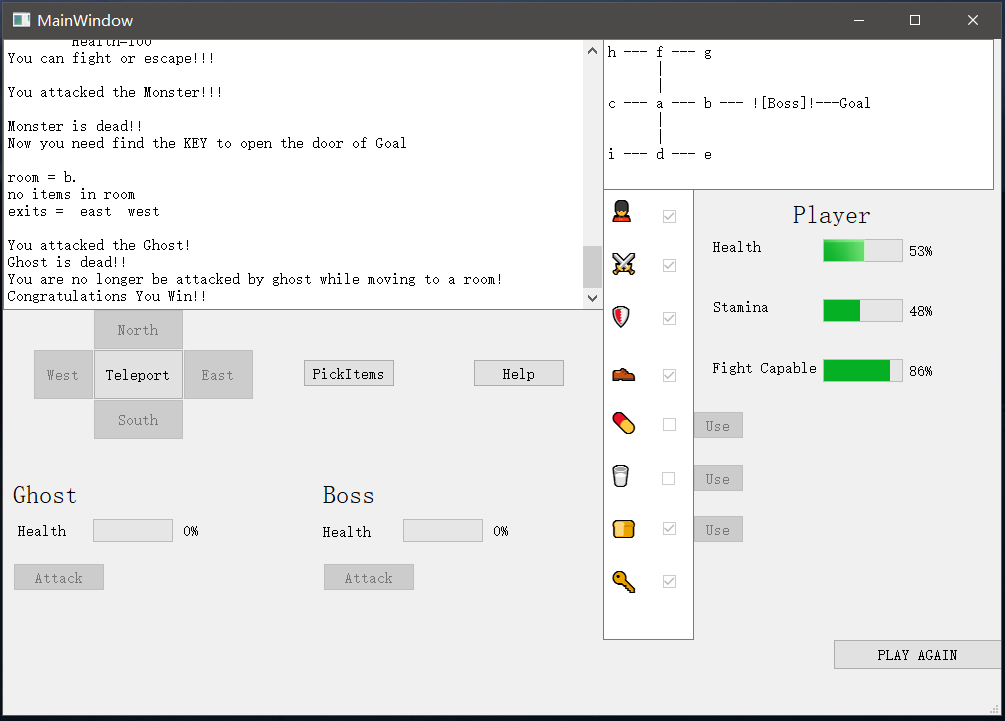 MainWindow
Health=100
You can fight or escape!!!
You attacked the Monster!!!
Monster is dead!!
Now you need find the KEY to open the door of Goal
room = b.
no items in room
exits =  east  west
You attacked the Ghost!
Ghost is dead!!
You are no longer be attacked by ghost while moving to a room!
Congratulations You Win!!
h --- f --- g
|
|
c --- a --- b --- ![Boss]!---Goal
|
|
i --- d --- e
North
West Teleport East
South
PickItems
Help
Player
Health 53%
Stamina 48%
Fight Capable 86%
Use
Use
Use
Ghost
Health 0%
Attack
Boss
Health 0%
Attack
PLAY AGAIN